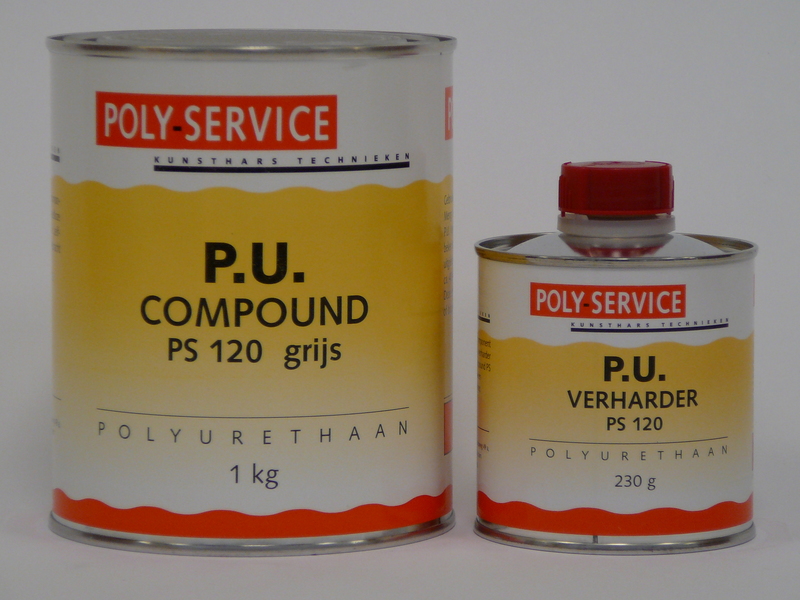 POLY-SERVICE
KUNSTHARS TECHNIEKEN
P.U.
COMPOUND
PS 120 grijs
POLYURETHAAN
1 kg
POLY-SERVICE
KUNSTHARS TECHNIEKEN
P.U.
VERHARDER
PS 120
POLYURETHAAN
230 g